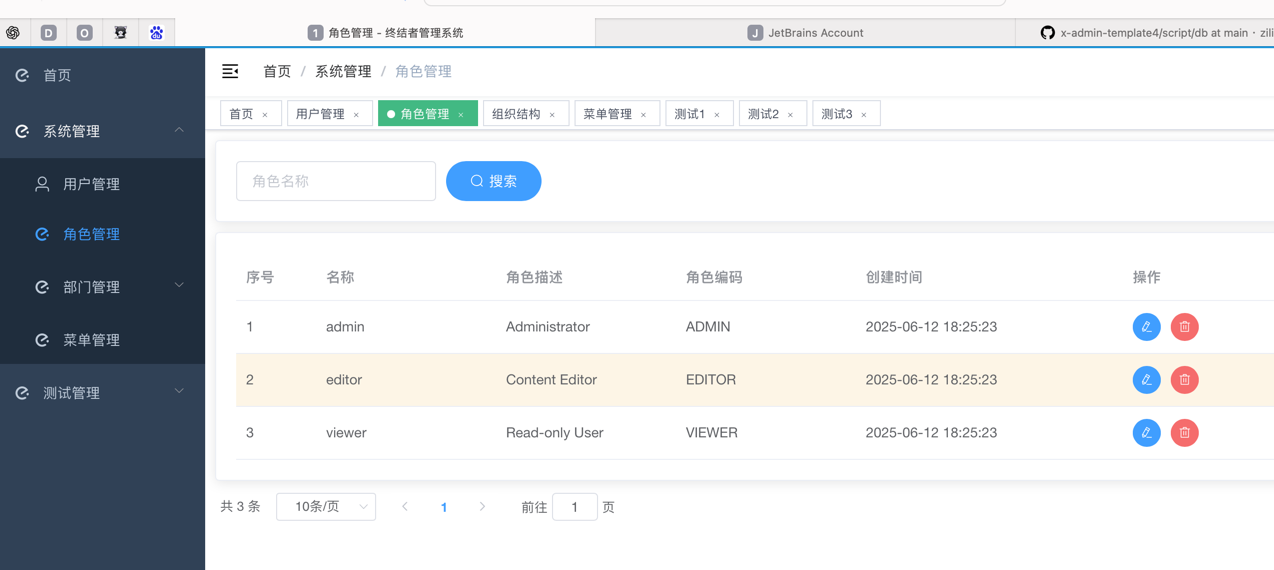 D
O
1 角色管理 - 终结者管理系统
J JetBrains Account
x-admin-template4/script/db at main · zili
首页
系统管理
用户管理
角色管理
部门管理
菜单管理
测试管理
首页 / 系统管理 / 角色管理
首页 × 用户管理 × 角色管理 × 组织结构 × 菜单管理 × 测试1 × 测试2 × 测试3 ×
角色名称 搜索
序号 名称 角色描述 角色编码 创建时间 操作
1 admin Administrator ADMIN 2025-06-12 18:25:23
2 editor Content Editor EDITOR 2025-06-12 18:25:23
3 viewer Read-only User VIEWER 2025-06-12 18:25:23
共 3 条 10条/页 1 前往 1 页